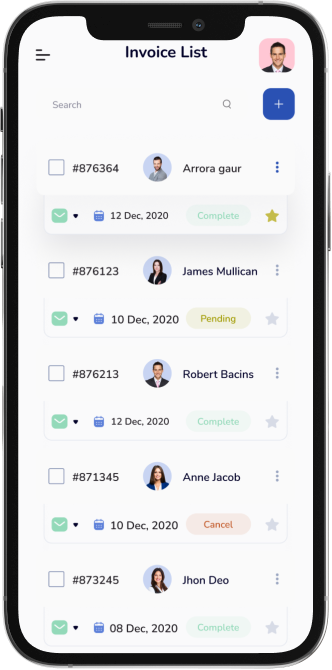 Invoice List
Search
+
#876364 Arrora gaur
12 Dec, 2020 Complete
#876123 James Mullican
10 Dec, 2020 Pending
#876213 Robert Bacins
12 Dec, 2020 Complete
#871345 Anne Jacob
10 Dec, 2020 Cancel
#873245 Jhon Deo
08 Dec, 2020 Complete